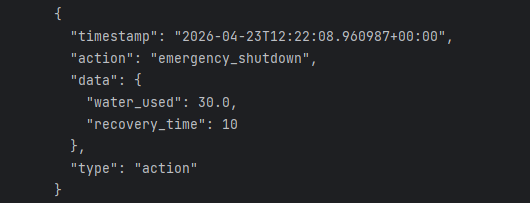 {
"timestamp": "2026-04-23T12:22:08.960987+00:00",
"action": "emergency_shutdown",
"data": {
"water_used": 30.0,
"recovery_time": 10
},
"type": "action"
}